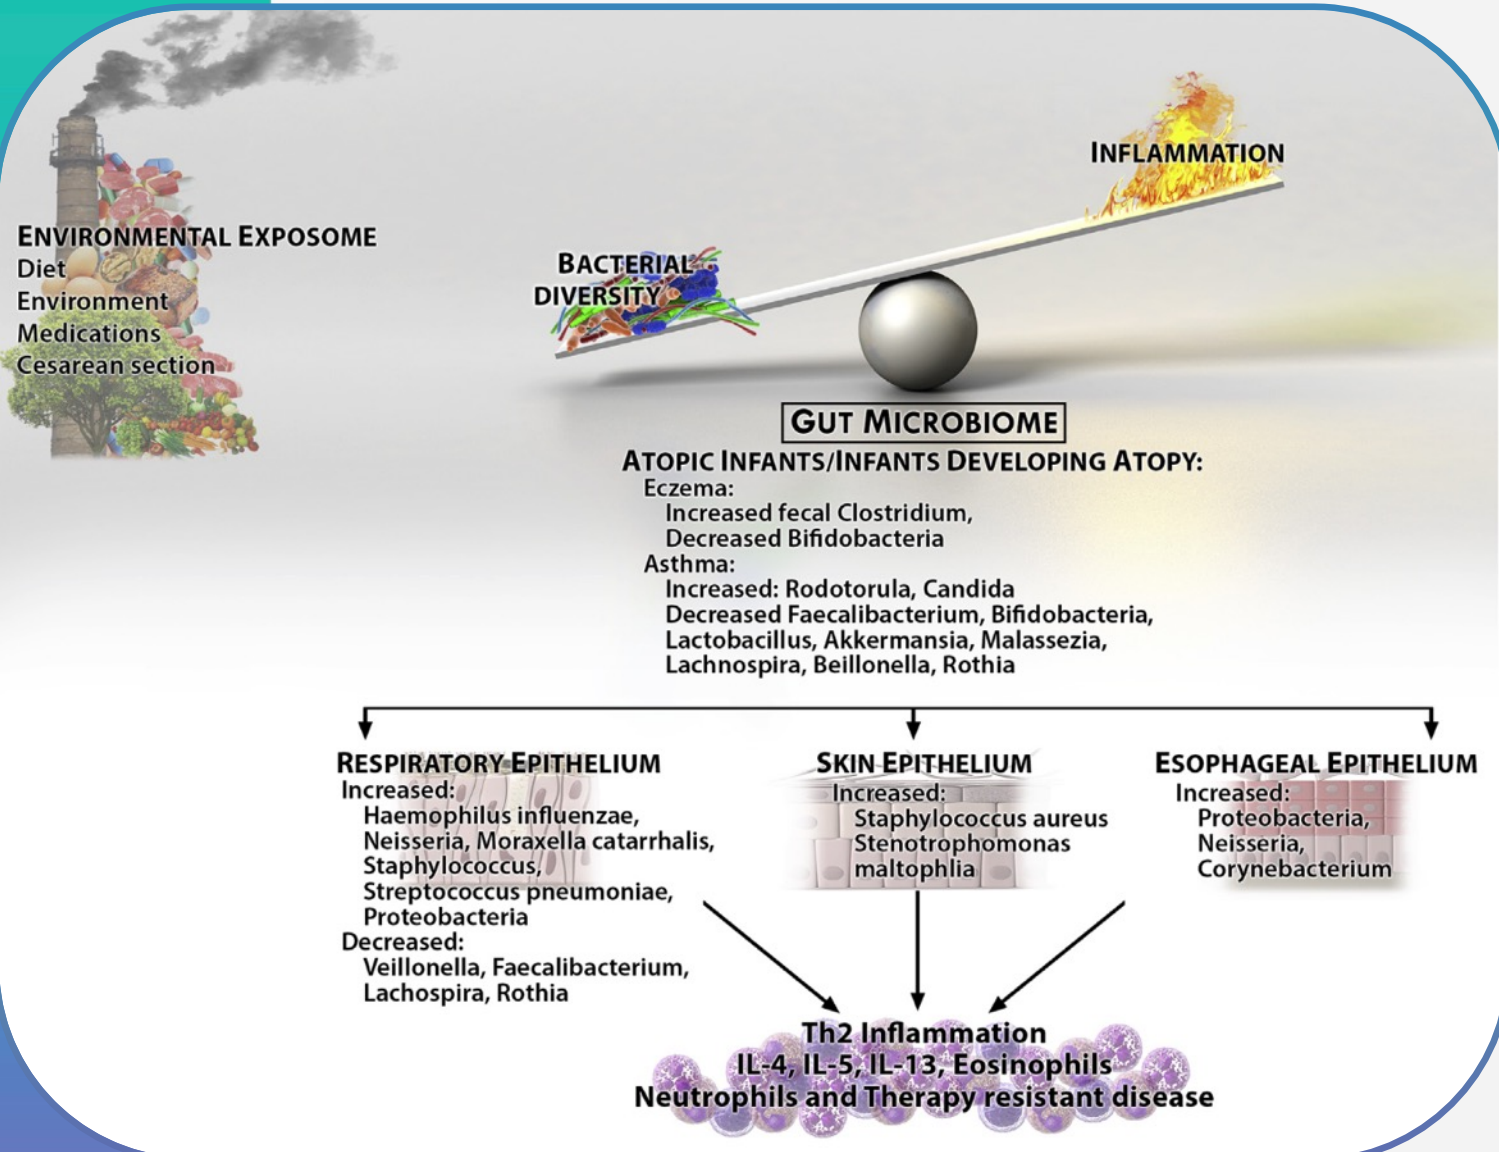 ENVIRONMENTAL EXPOSOME
Diet
Environment
Medications
Cesarean section
BACTERIAL
DIVERSITY
INFLAMMATION
GUT MICROBIOME
ATOPIC INFANTS/INFANTS DEVELOPING ATOPY:
Eczema:
Increased fecal Clostridium,
Decreased Bifidobacteria
Asthma:
Increased: Rodotorula, Candida
Decreased Faecalibacterium, Bifidobacteria,
Lactobacillus, Akkermansia, Malassezia,
Lachnospira, Beillonella, Rothia
RESPIRATORY EPITHELIUM
Increased:
Haemophilus influenzae,
Neisseria, Moraxella catarrhalis,
Staphylococcus,
Streptococcus pneumoniae,
Proteobacteria
Decreased:
Veillonella, Faecalibacterium,
Lachospira, Rothia
SKIN EPITHELIUM
Increased:
Staphylococcus aureus
Stenotrophomonas
maltophlia
ESOPHAGEAL EPITHELIUM
Increased:
Proteobacteria,
Neisseria,
Corynebacterium
Th2 Inflammation
IL-4, IL-5, IL-13, Eosinophils
Neutrophils and Therapy resistant disease